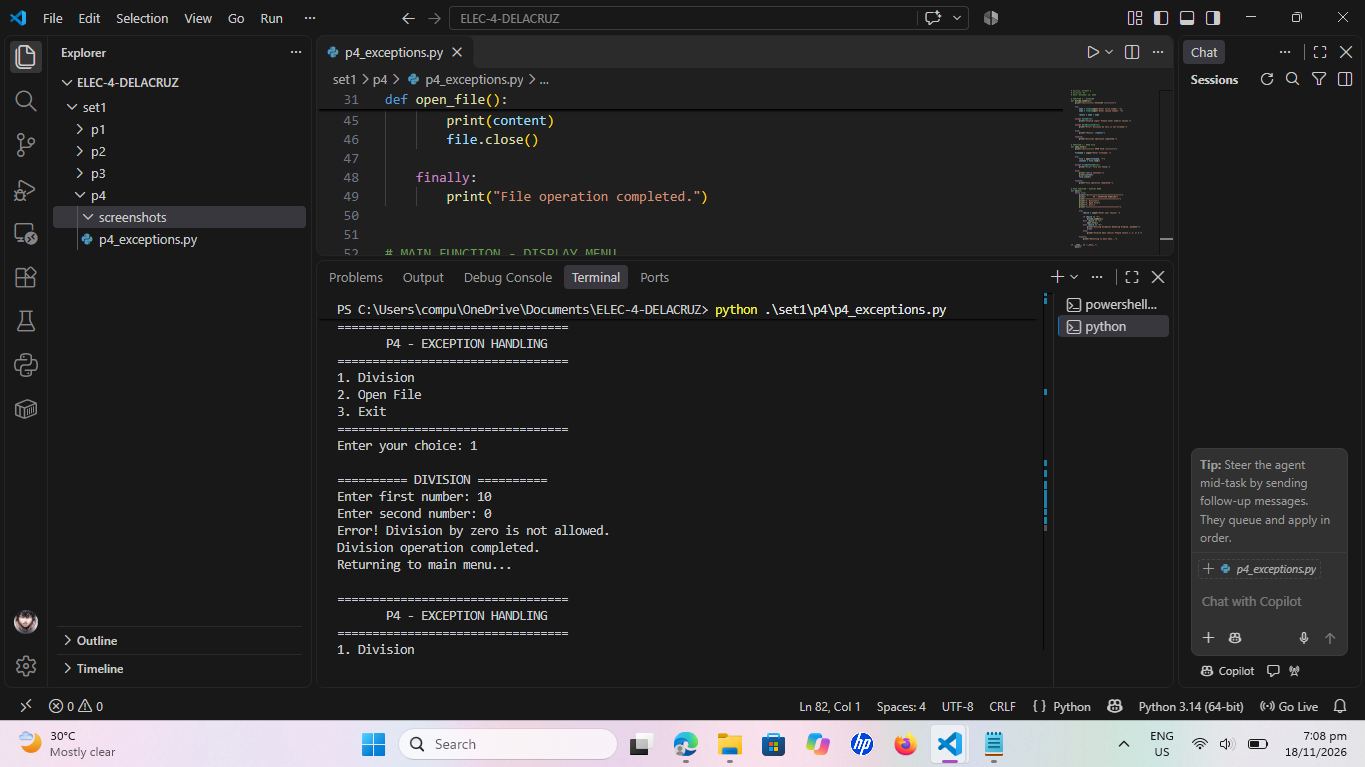 File Edit Selection View Go Run ··· ELEC-4-DELACRUZ
Explorer ···
ELEC-4-DELACRUZ
set1
p1
p2
p3
p4
screenshots
p4_exceptions.py
Outline
Timeline
p4_exceptions.py
set1 > p4 > p4_exceptions.py > ...
31 def open_file():
45 print(content)
46 file.close()
47
48 finally:
49 print("File operation completed.")
50
51
52 # MAIN FUNCTION - DISPLAY MENU
Problems Output Debug Console Terminal Ports
PS C:\Users\compu\OneDrive\Documents\ELEC-4-DELACRUZ> python .\set1\p4\p4_exceptions.py
=================================
P4 - EXCEPTION HANDLING
=================================
1. Division
2. Open File
3. Exit
=================================
Enter your choice: 1
========== DIVISION ==========
Enter first number: 10
Enter second number: 0
Error! Division by zero is not allowed.
Division operation completed.
Returning to main menu...
=================================
P4 - EXCEPTION HANDLING
=================================
1. Division
powershell...
python
Chat
Sessions
Tip: Steer the agent
mid-task by sending
follow-up messages.
They queue and apply in
order.
p4_exceptions.py
Chat with Copilot
Copilot
0 0 Ln 82, Col 1 Spaces: 4 UTF-8 CRLF { } Python Python 3.14 (64-bit) Go Live
30°C
Mostly clear
Search
hp
ENG
US
7:08 pm
18/11/2026